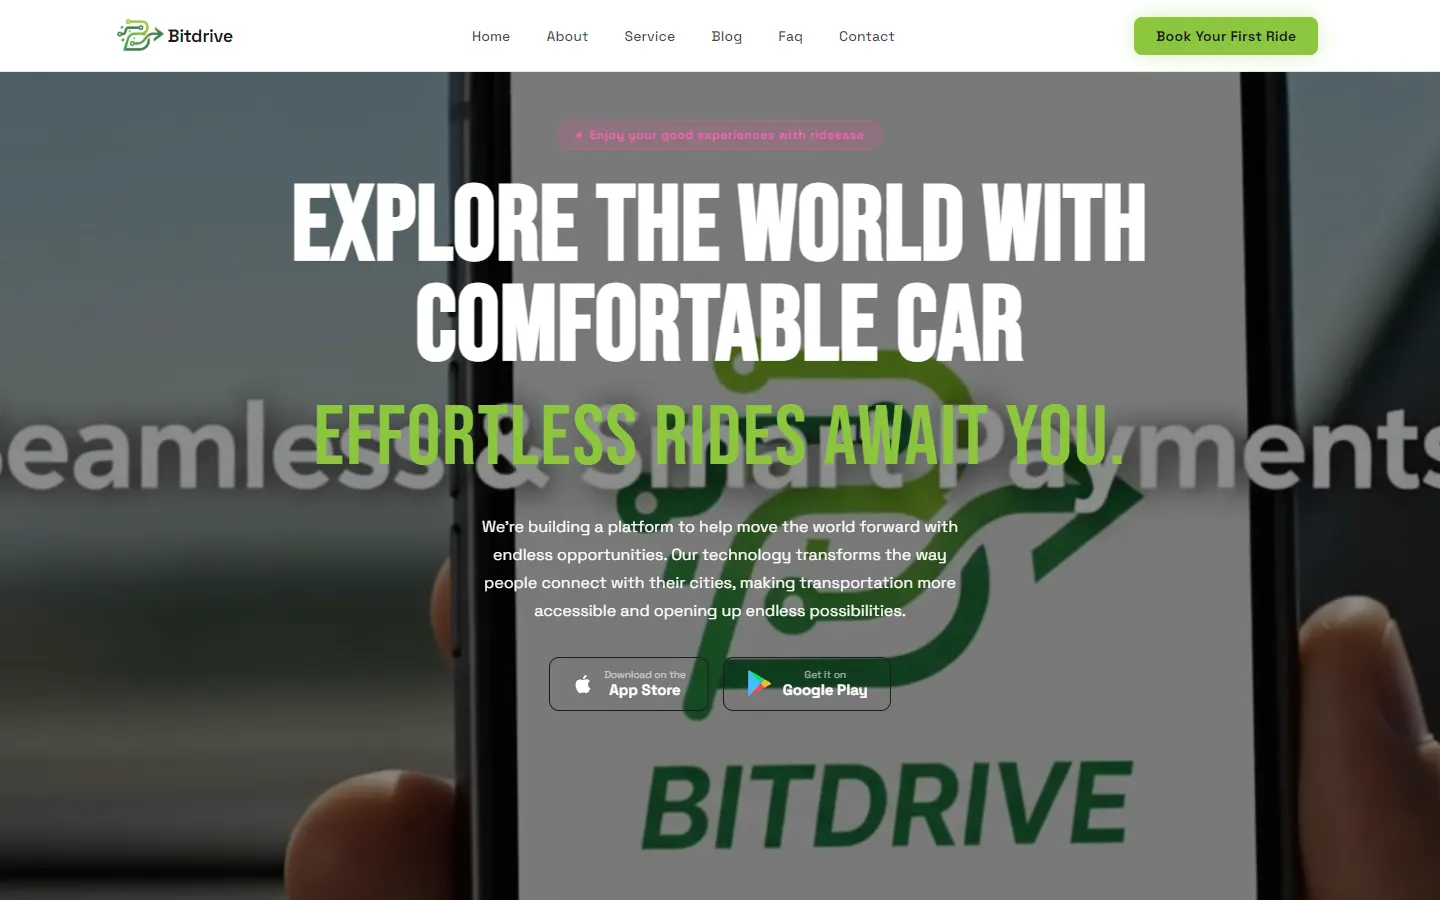 Bitdrive
Home
About
Service
Blog
Faq
Contact
Book Your First Ride
Enjoy your good experiences with rideease
EXPLORE THE WORLD WITH
COMFORTABLE CAR
EFFORTLESS RIDES AWAIT YOU.
Seamless & Smart Payments
We're building a platform to help move the world forward with
endless opportunities. Our technology transforms the way
people connect with their cities, making transportation more
accessible and opening up endless possibilities.
Download on the
App Store
Get it on
Google Play
BITDRIVE